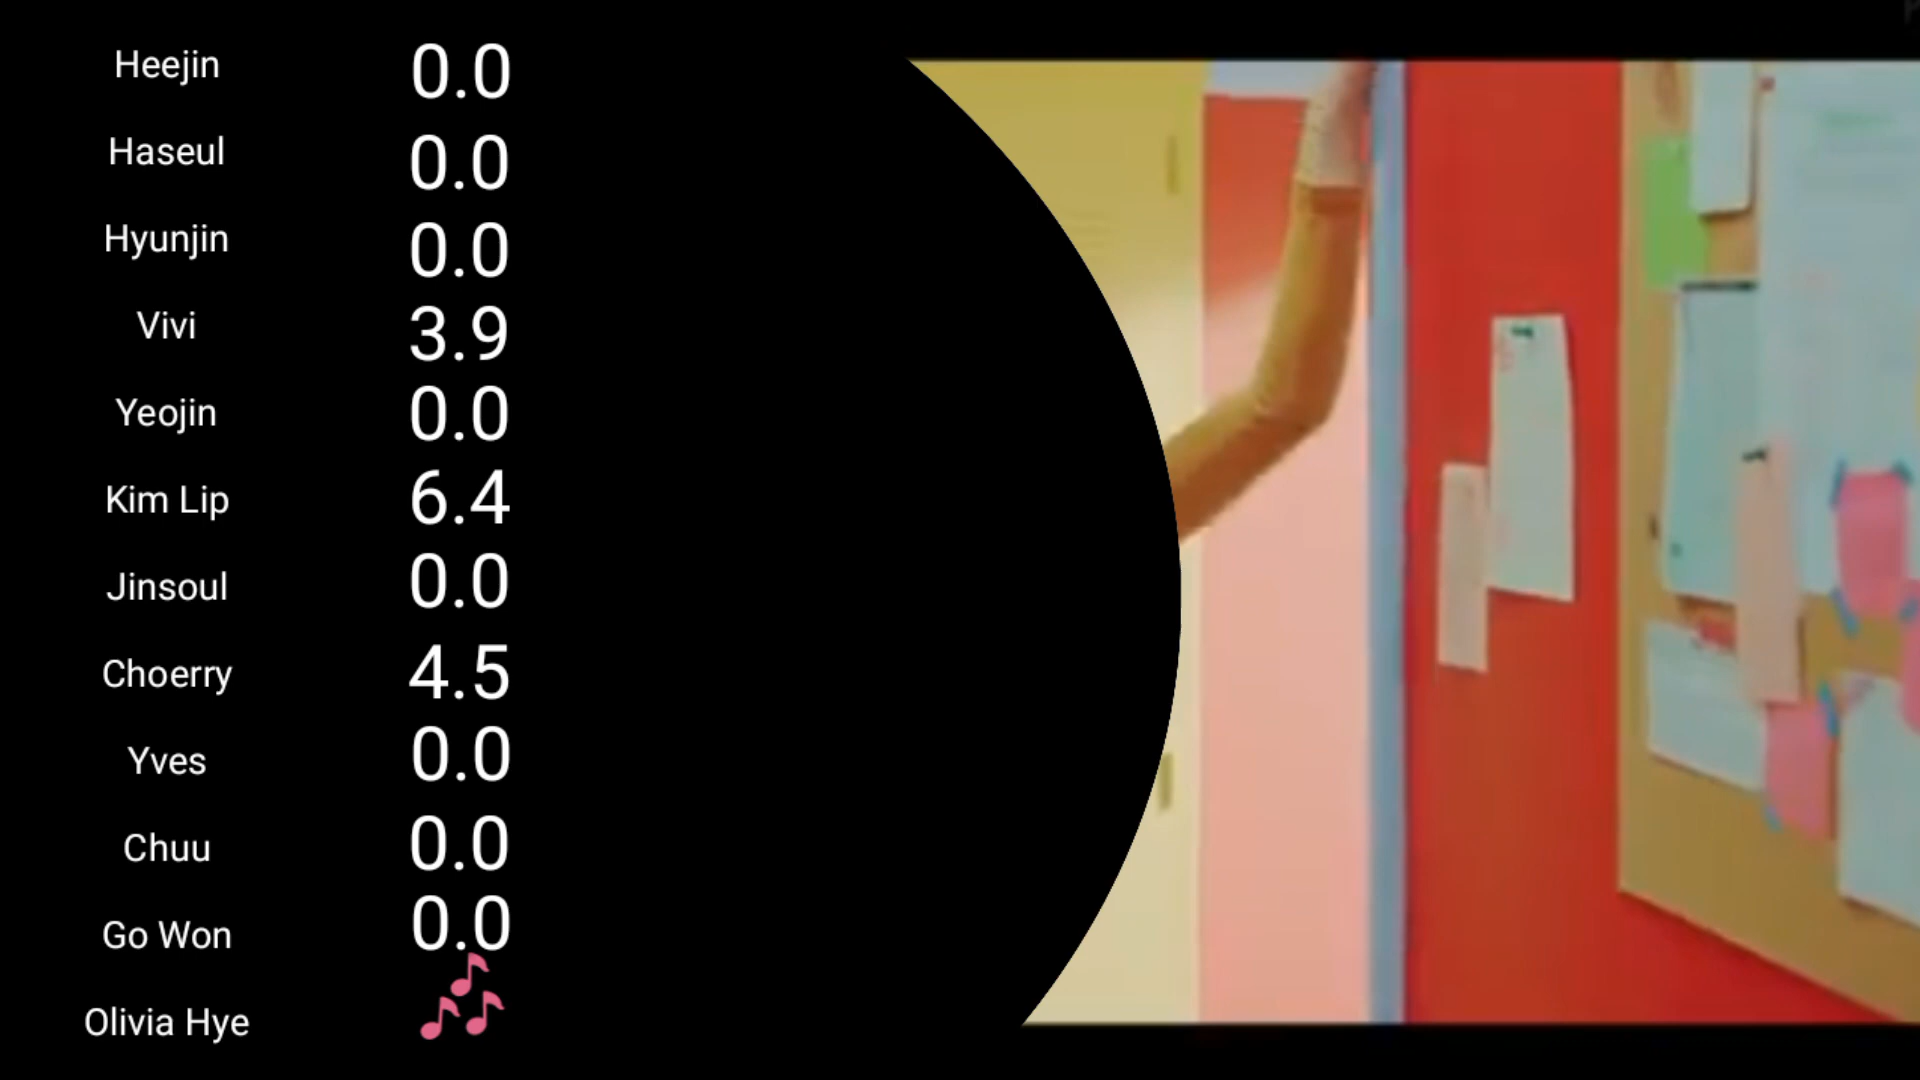 Heejin 0.0
Haseul 0.0
Hyunjin 0.0
Vivi 3.9
Yeojin 0.0
Kim Lip 6.4
Jinsoul 0.0
Choerry 4.5
Yves 0.0
Chuu 0.0
Go Won 0.0
Olivia Hye